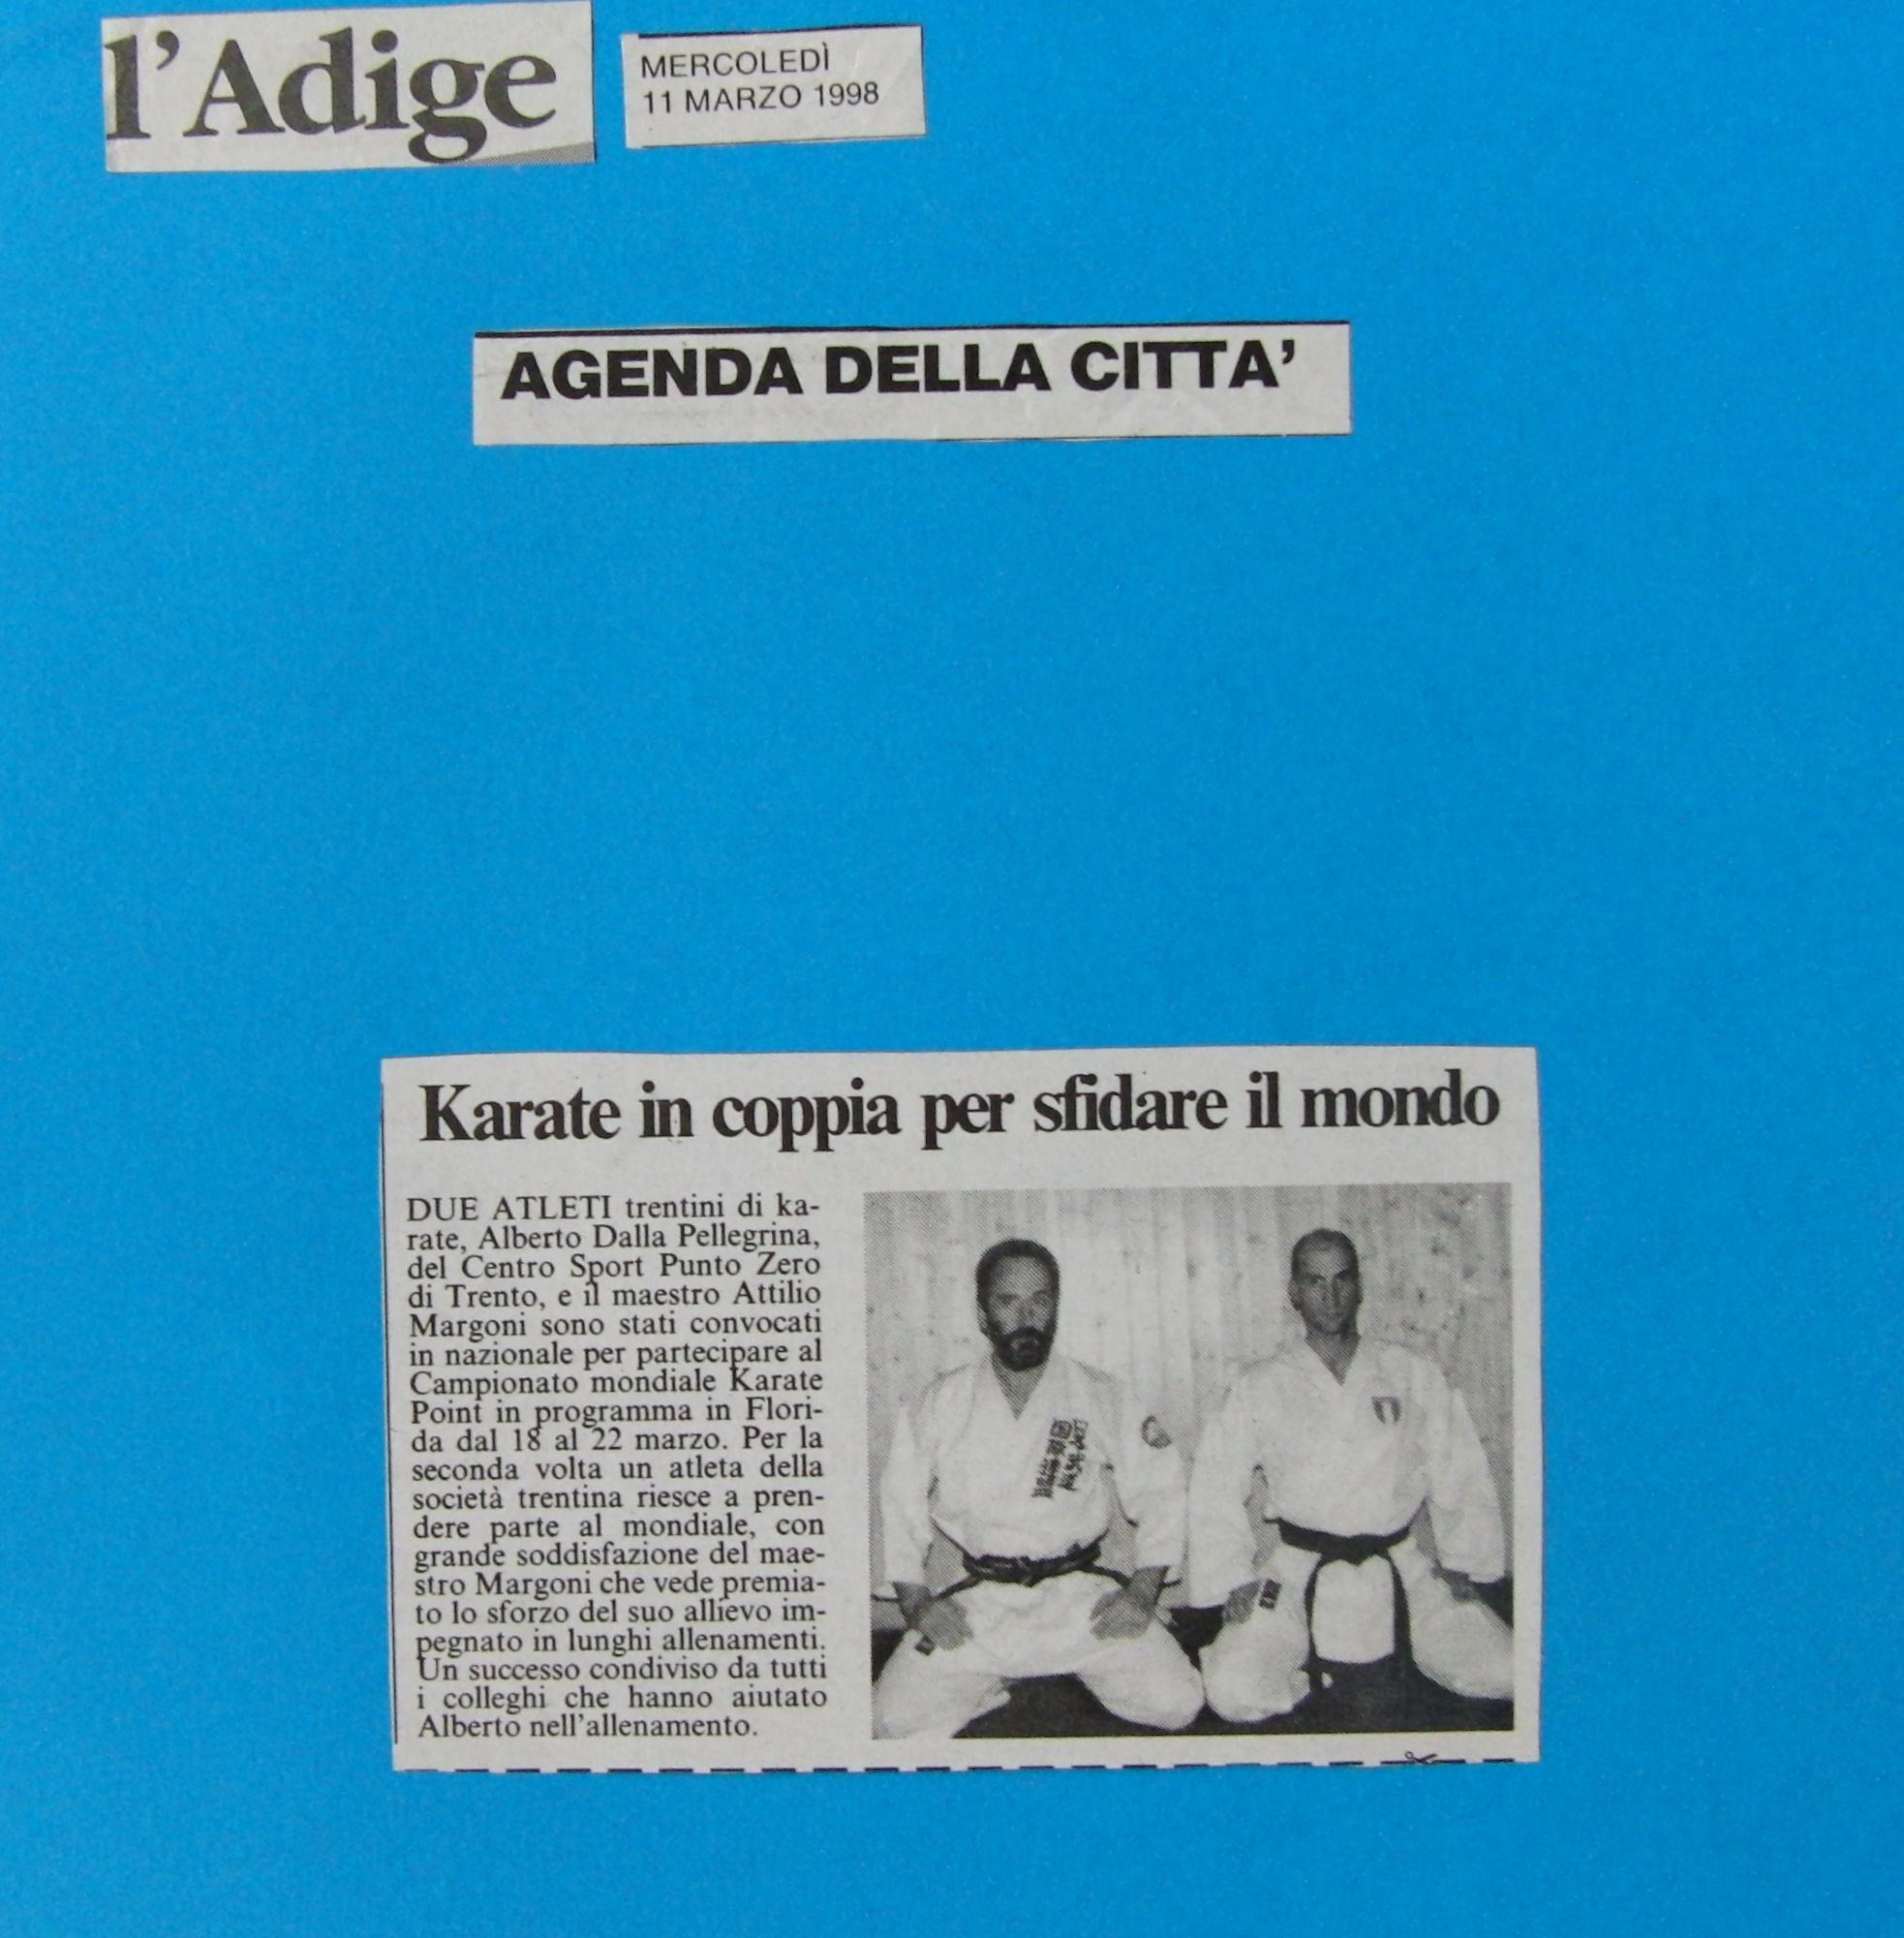 l'Adige
MERCOLEDÌ
11 MARZO 1998
AGENDA DELLA CITTA'
Karate in coppia per sfidare il mondo
DUE ATLETI trentini di ka-
rate, Alberto Dalla Pellegrina,
del Centro Sport Punto Zero
di Trento, e il maestro Attilio
Margoni sono stati convocati
in nazionale per partecipare al
Campionato mondiale Karate
Point in programma in Flori-
da dal 18 al 22 marzo. Per la
seconda volta un atleta della
società trentina riesce a pren-
dere parte al mondiale, con
grande soddisfazione del mae-
stro Margoni che vede premia-
to lo sforzo del suo allievo im-
pegnato in lunghi allenamenti.
Un successo condiviso da tutti
i colleghi che hanno aiutato
Alberto nell'allenamento.